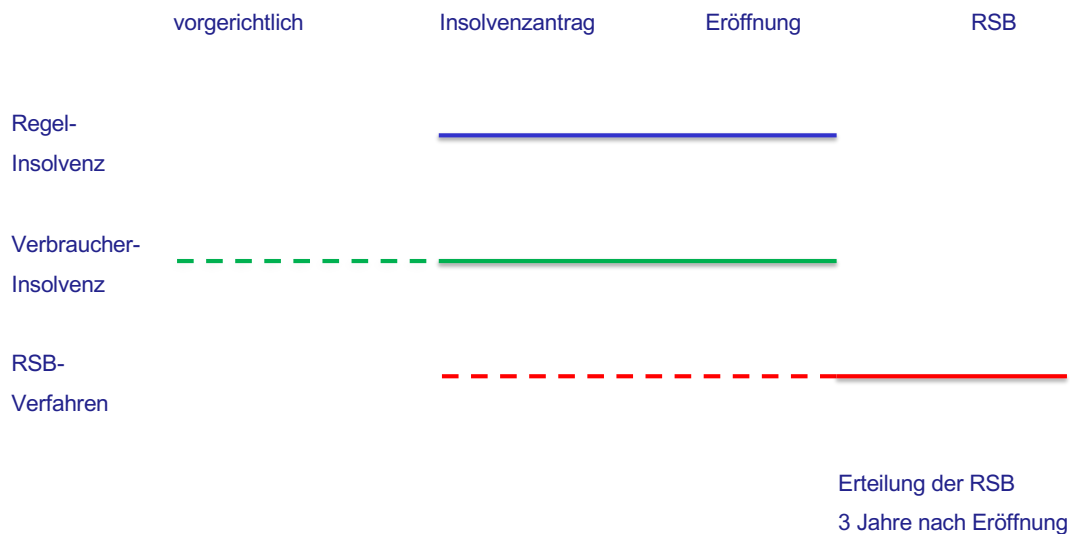 vorgerichtlich Insolvenzantrag Eröffnung RSB
Regel-
Insolvenz
Verbraucher-
Insolvenz
RSB-
Verfahren
Erteilung der RSB
3 Jahre nach Eröffnung